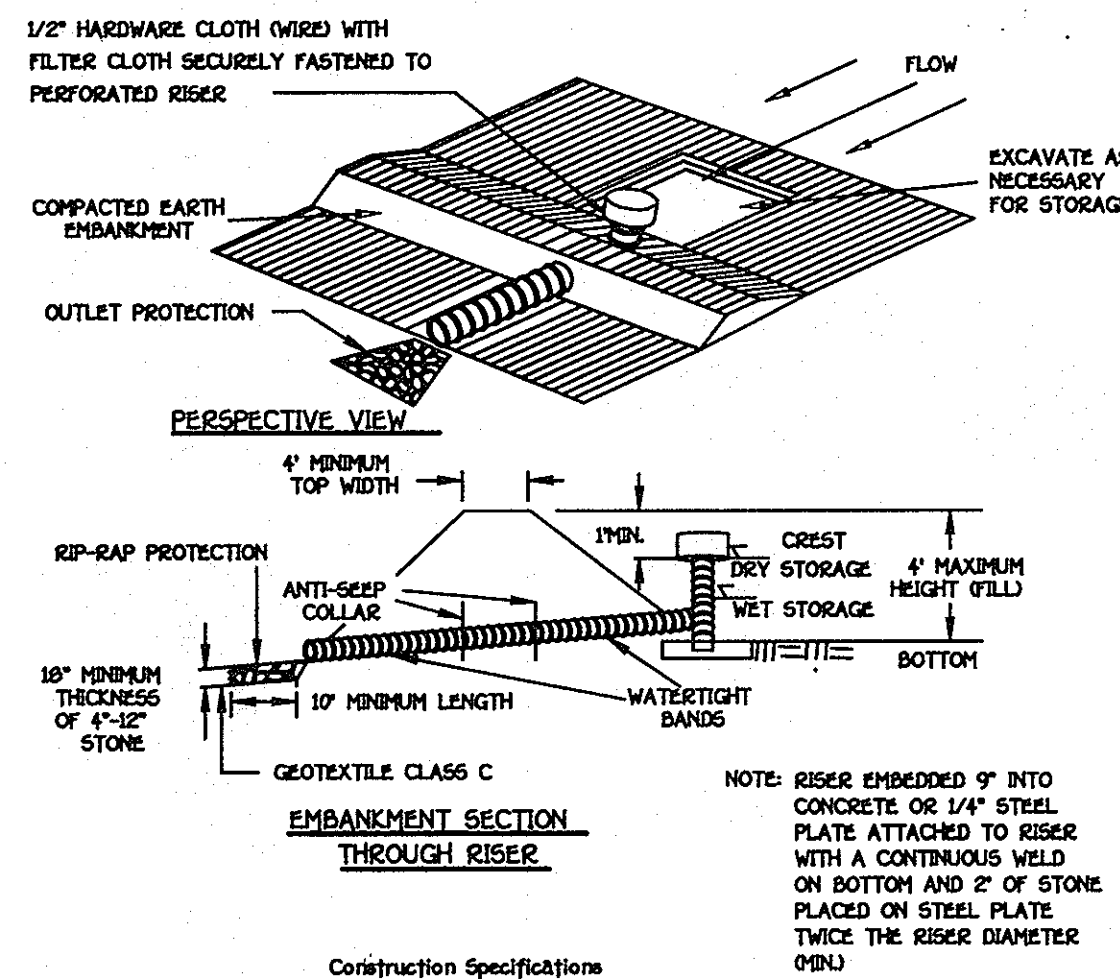 1/2" HARDWARE CLOTH (WIRE) WITH
FILTER CLOTH SECURELY FASTENED TO
PERFORATED RISER
FLOW
EXCAVATE AS
NECESSARY
FOR STORAG
COMPACTED EARTH
EMBANKMENT
OUTLET PROTECTION
PERSPECTIVE VIEW
4' MINIMUM
TOP WIDTH
1'MIN.
CREST
DRY STORAGE
4' MAXIMUM
HEIGHT (FILL)
RIP-RAP PROTECTION
ANTI-SEEP
COLLAR
WET STORAGE
BOTTOM
18" MINIMUM
THICKNESS
OF 4"-12"
STONE
10" MINIMUM LENGTH
WATERTIGHT
BANDS
GEOTEXTILE CLASS C
EMBANKMENT SECTION
THROUGH RISER
NOTE: RISER EMBEDDED 9" INTO
CONCRETE OR 1/4" STEEL
PLATE ATTACHED TO RISER
WITH A CONTINUOUS WELD
ON BOTTOM AND 2" OF STONE
PLACED ON STEEL PLATE
TWICE THE RISER DIAMETER
(MIN.)
Construction Specifications